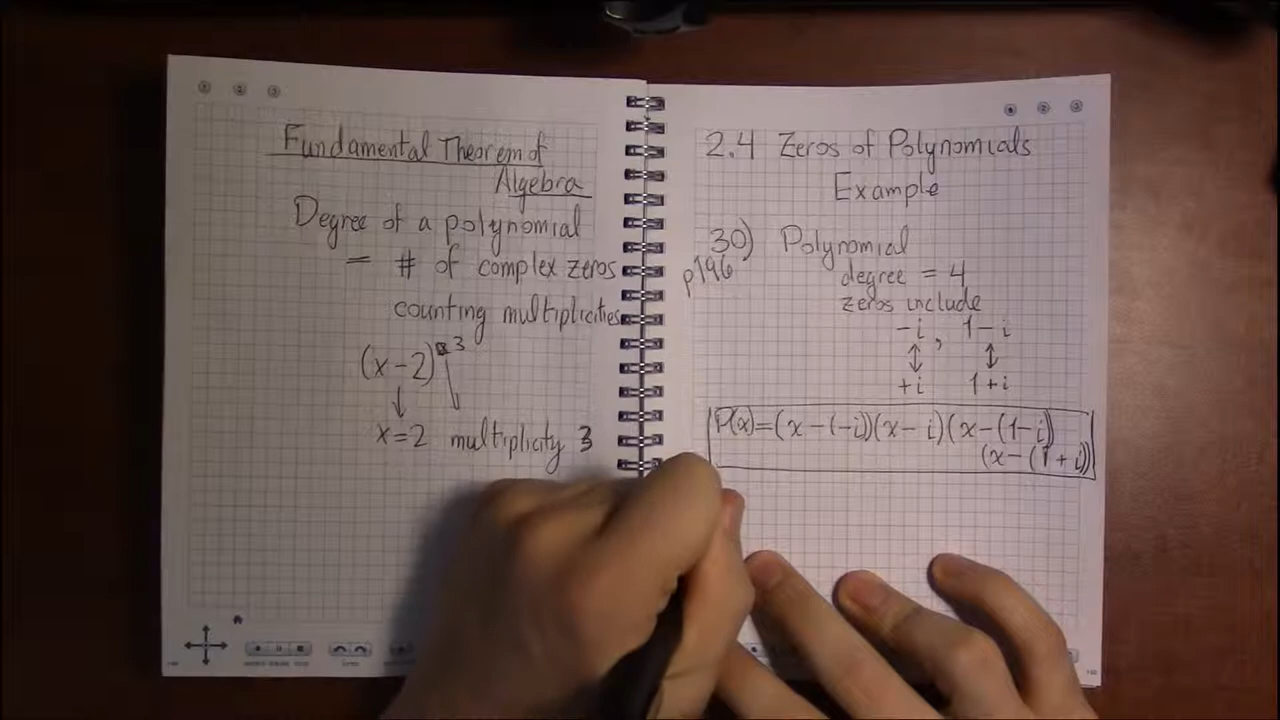 Fundamental Theorem of
Algebra
Degree of a polynomial
= # of complex zeros
counting multiplicities
(x-2)³
x=2 multiplicity 3
2.4 Zeros of Polynomials
Example
30) Polynomial
p196
degree = 4
zeros include
-i, 1-i
+i 1+i
P(x)=(x-(-i))(x-i)(x-(1-i)
(x-(1+i))